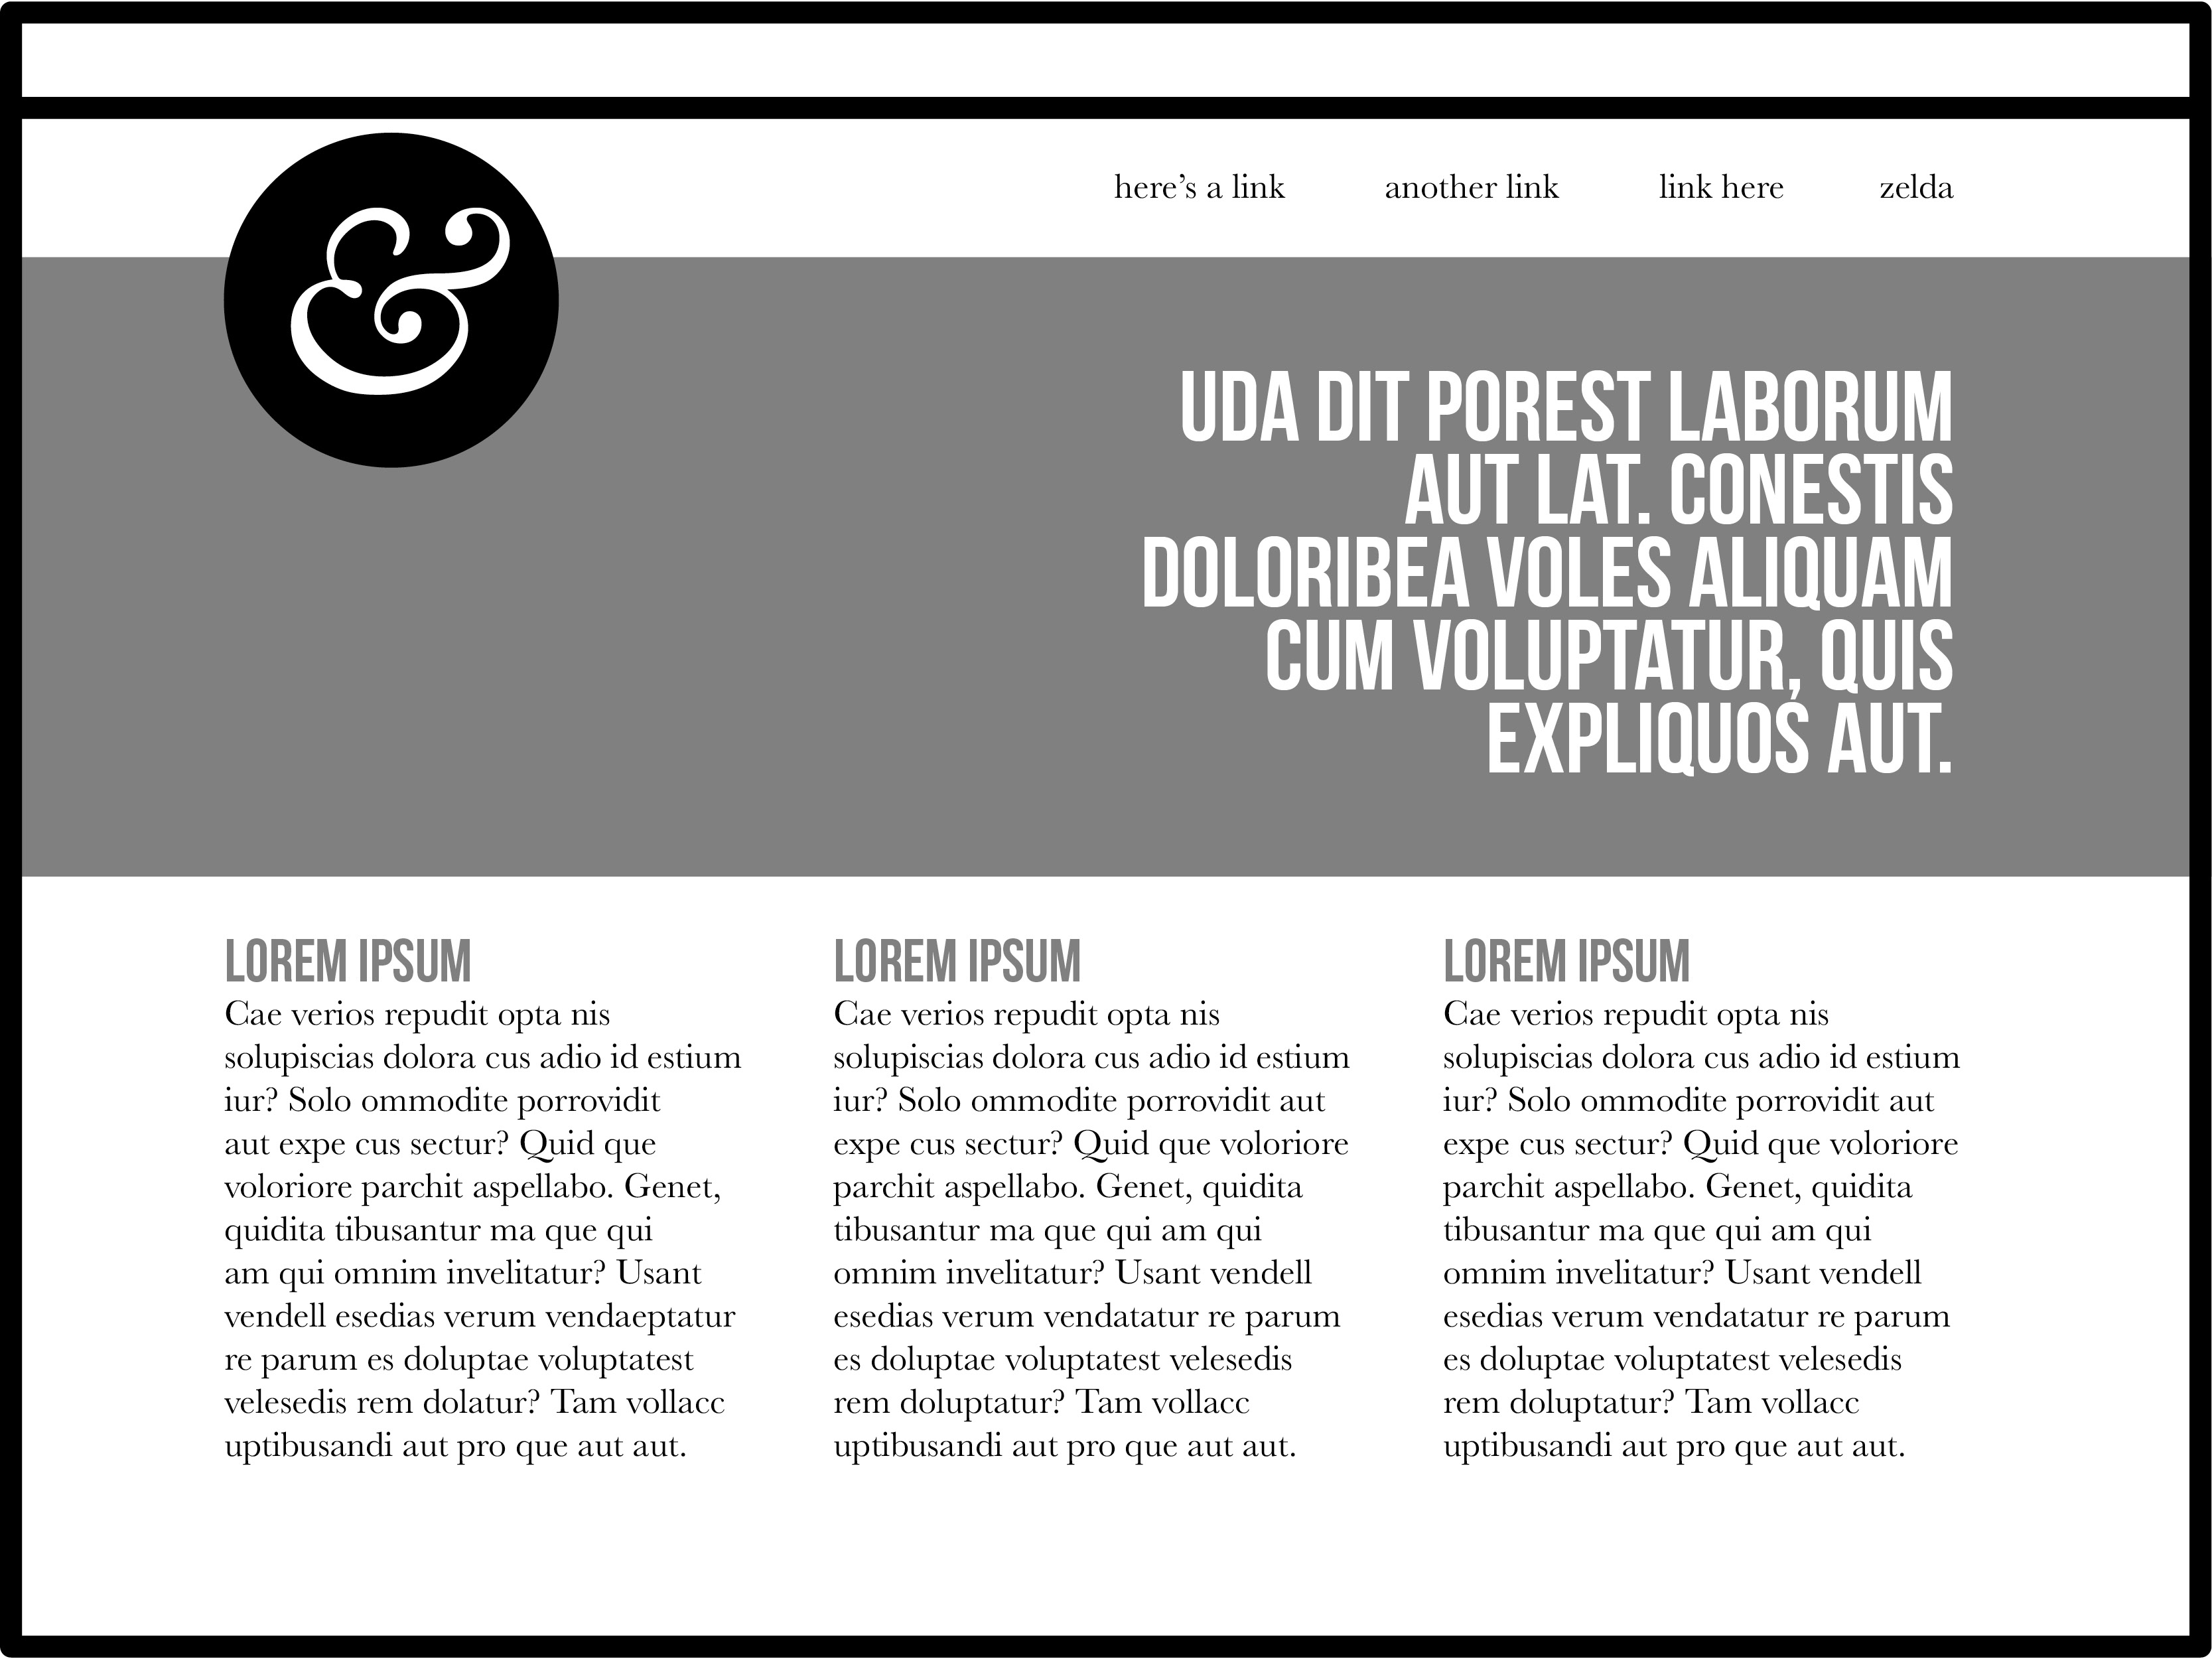 &
here’s a link another link link here zelda
UDA DIT POREST LABORUM
AUT LAT. CONESTIS
DOLORIBEA VOLES ALIQUAM
CUM VOLUPTATUR, QUIS
EXPLIQUOS AUT.
LOREM IPSUM
Cae verios repudit opta nis
solupiscias dolora cus adio id estium
iur? Solo ommodite porrovidit
aut expe cus sectur? Quid que
voloriore parchit aspellabo. Genet,
quidita tibusantur ma que qui
am qui omnim invelitatur? Usant
vendell esedias verum vendaeptatur
re parum es doluptae voluptatest
velesedis rem dolatur? Tam vollacc
uptibusandi aut pro que aut aut.
LOREM IPSUM
Cae verios repudit opta nis
solupiscias dolora cus adio id estium
iur? Solo ommodite porrovidit aut
expe cus sectur? Quid que voloriore
parchit aspellabo. Genet, quidita
tibusantur ma que qui am qui
omnim invelitatur? Usant vendell
esedias verum vendatatur re parum
es doluptae voluptatest velesedis
rem doluptatur? Tam vollacc
uptibusandi aut pro que aut aut.
LOREM IPSUM
Cae verios repudit opta nis
solupiscias dolora cus adio id estium
iur? Solo ommodite porrovidit aut
expe cus sectur? Quid que voloriore
parchit aspellabo. Genet, quidita
tibusantur ma que qui am qui
omnim invelitatur? Usant vendell
esedias verum vendatatur re parum
es doluptae voluptatest velesedis
rem doluptatur? Tam vollacc
uptibusandi aut pro que aut aut.